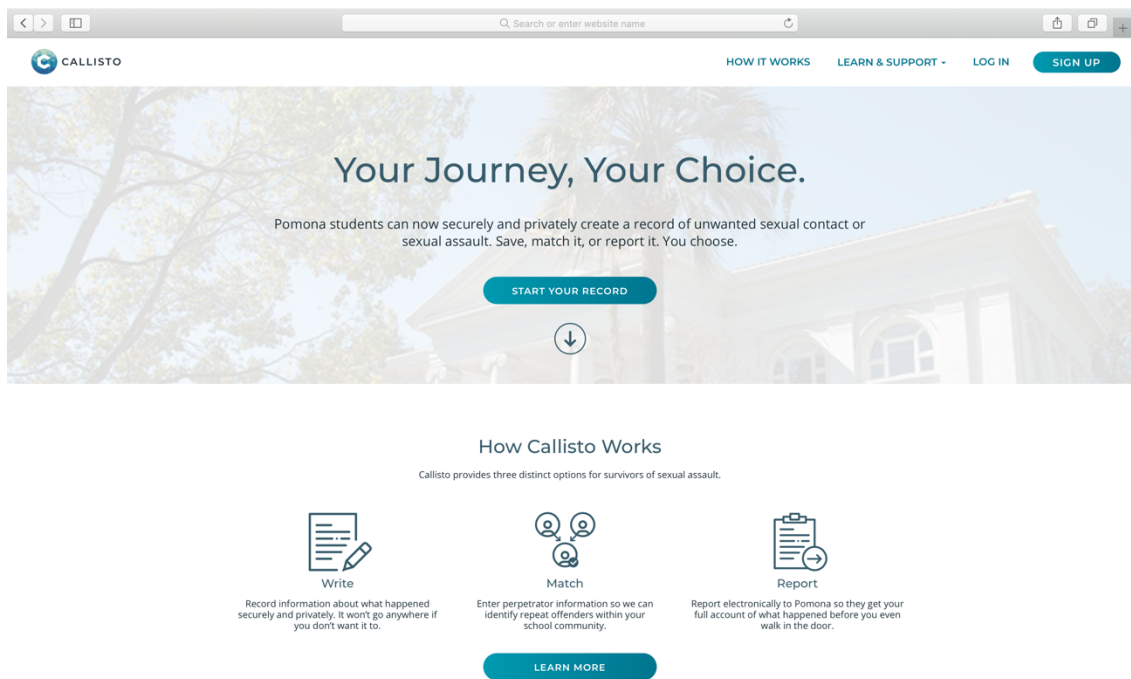 Search or enter website name
CALLISTO
HOW IT WORKS
LEARN & SUPPORT
LOG IN
SIGN UP
Your Journey, Your Choice.
Pomona students can now securely and privately create a record of unwanted sexual contact or
sexual assault. Save, match it, or report it. You choose.
START YOUR RECORD
How Callisto Works
Callisto provides three distinct options for survivors of sexual assault.
Write
Record information about what happened
securely and privately. It won't go anywhere if
you don't want it to.
Match
Enter perpetrator information so we can
identify repeat offenders within your
school community.
Report
Report electronically to Pomona so they get your
full account of what happened before you even
walk in the door.
LEARN MORE